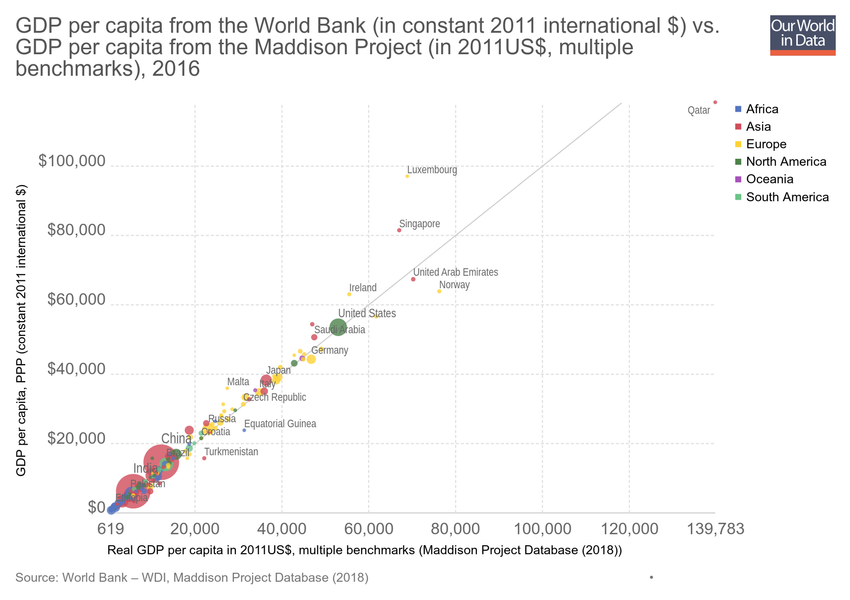 GDP per capita from the World Bank (in constant 2011 international $) vs.
GDP per capita from the Maddison Project (in 2011US$, multiple
benchmarks), 2016
Our World
in Data
Qatar
Africa
Asia
Europe
North America
Oceania
South America
$100,000
$80,000
$60,000
$40,000
$20,000
$0
GDP per capita, PPP (constant 2011 international $)
Luxembourg
Singapore
United Arab Emirates
Norway
Ireland
United States
Saudi Arabia
Germany
Japan
Malta
Italy
Czech Republic
Russia
Equatorial Guinea
Croatia
China
Turkmenistan
Brazil
India
Pakistan
Ethiopia
619
20,000
40,000
60,000
80,000
100,000
120,000
139,783
Real GDP per capita in 2011US$, multiple benchmarks (Maddison Project Database (2018))
Source: World Bank – WDI, Maddison Project Database (2018)